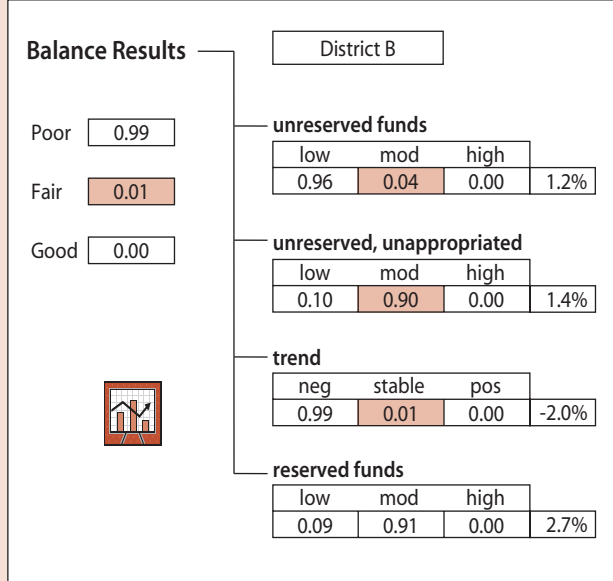 Balance Results
District B
Poor 0.99
Fair 0.01
Good 0.00
unreserved funds
low mod high
0.96 0.04 0.00 1.2%
unreserved, unappropriated
low mod high
0.10 0.90 0.00 1.4%
trend
neg stable pos
0.99 0.01 0.00 -2.0%
reserved funds
low mod high
0.09 0.91 0.00 2.7%